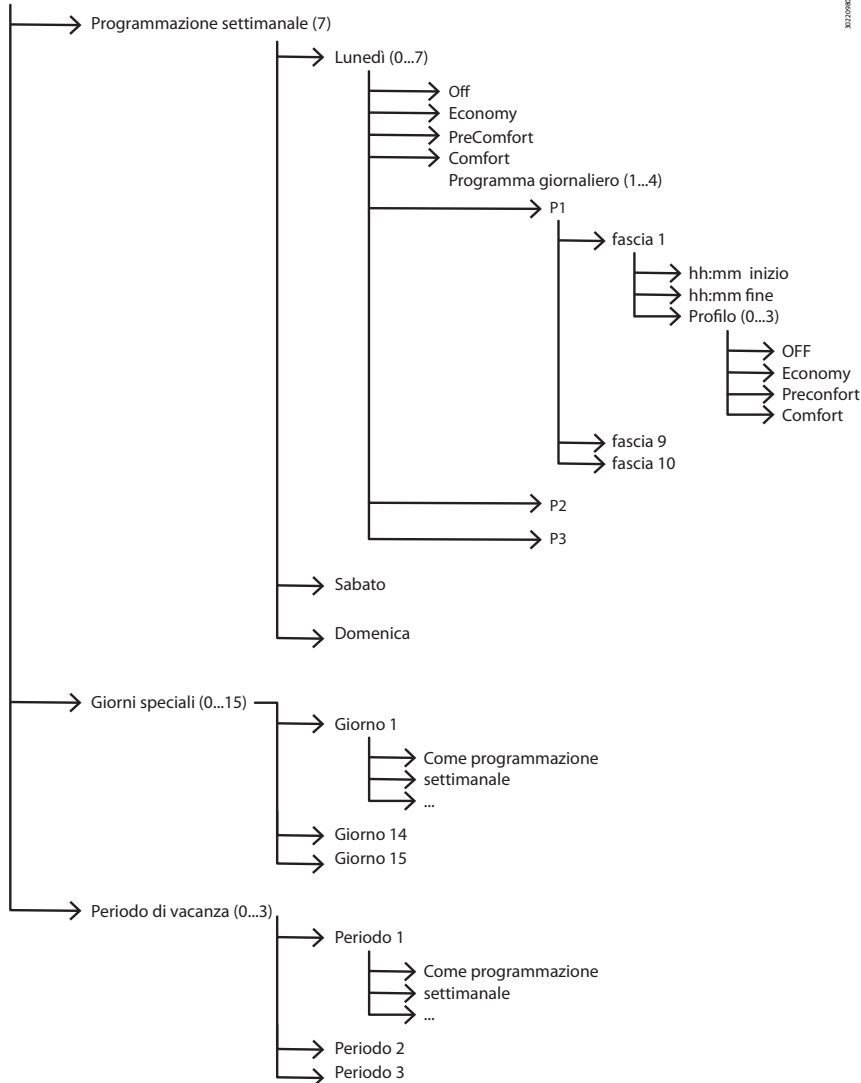 Programmazione settimanale (7)
Lunedì (0...7)
Off
Economy
PreComfort
Comfort
Programma giornaliero (1...4)
P1
fascia 1
hh:mm inizio
hh:mm fine
Profilo (0...3)
OFF
Economy
Preconfort
Comfort
fascia 9
fascia 10
P2
P3
Sabato
Domenica
Giorni speciali (0...15)
Giorno 1
Come programmazione
settimanale
...
Giorno 14
Giorno 15
Periodo di vacanza (0...3)
Periodo 1
Come programmazione
settimanale
...
Periodo 2
Periodo 3